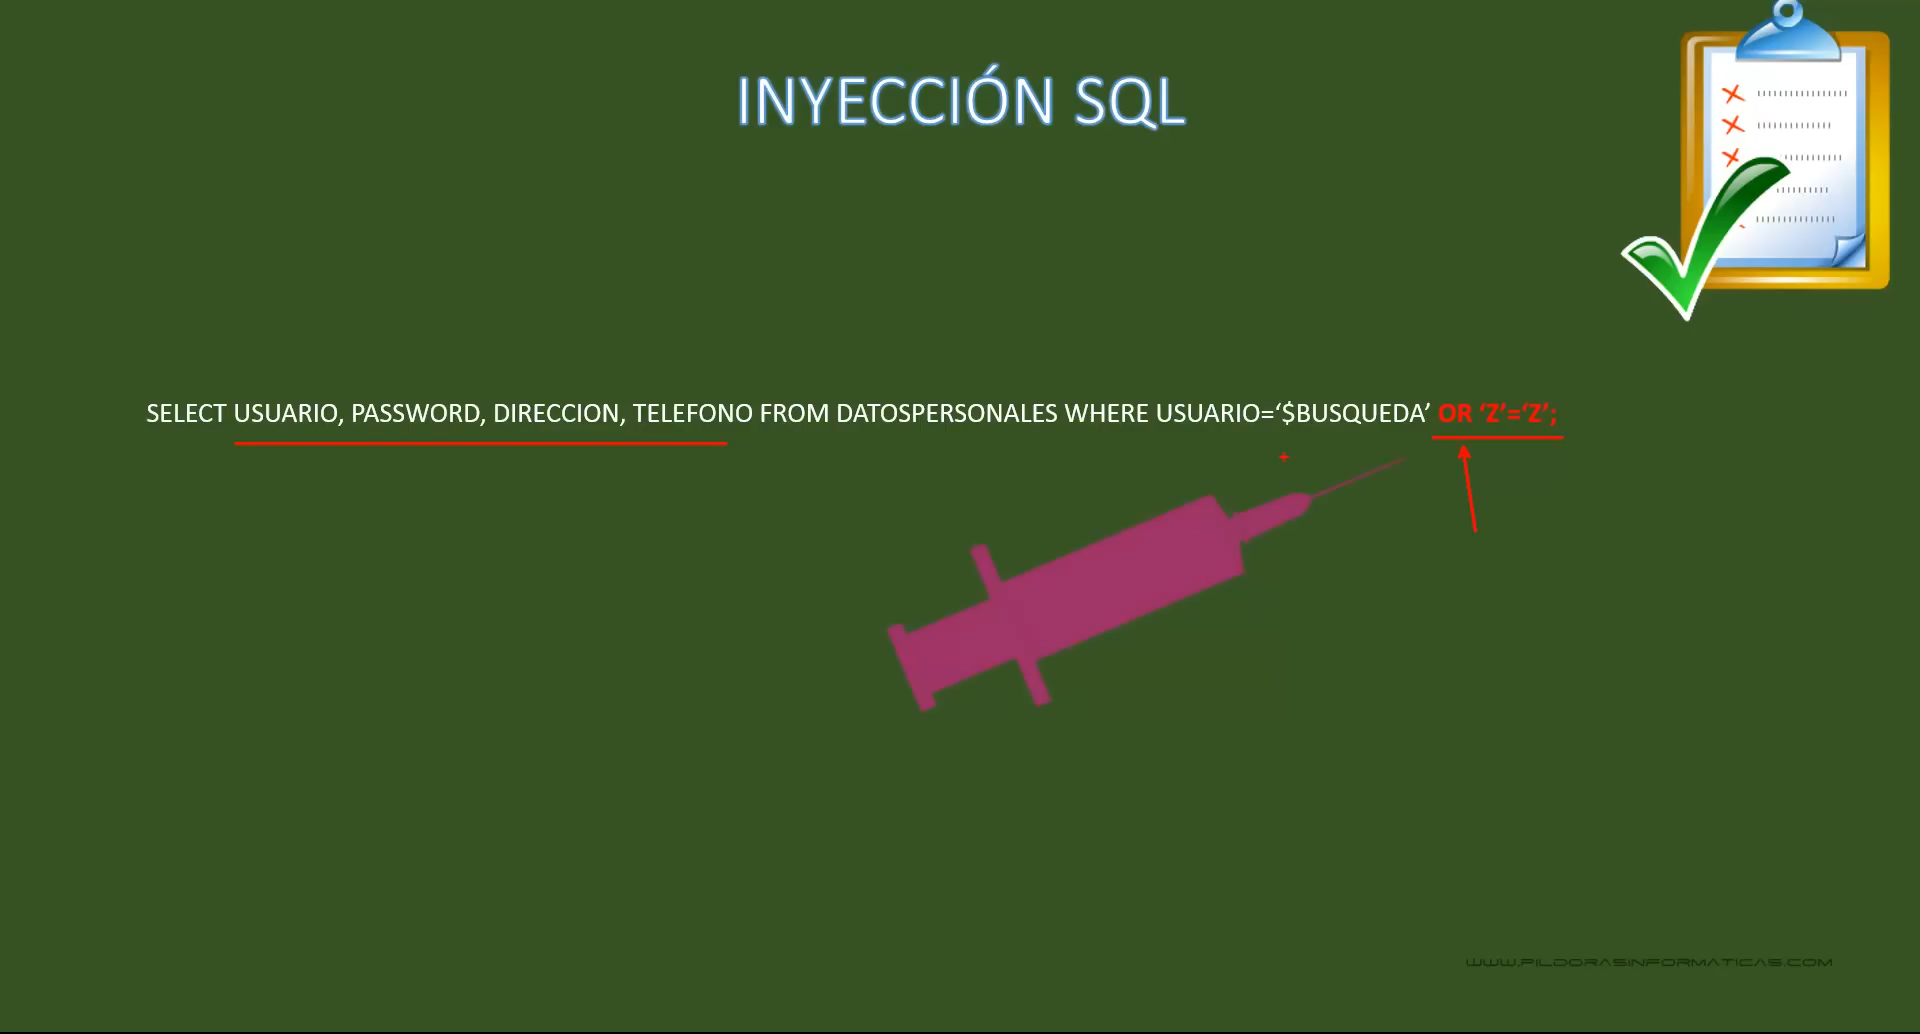 INYECCIÓN SQL
SELECT USUARIO, PASSWORD, DIRECCION, TELEFONO FROM DATOSPERSONALES WHERE USUARIO=‘$BUSQUEDA’ OR ‘Z’=‘Z’;
WWW.PILDORASINFORMATICAS.COM